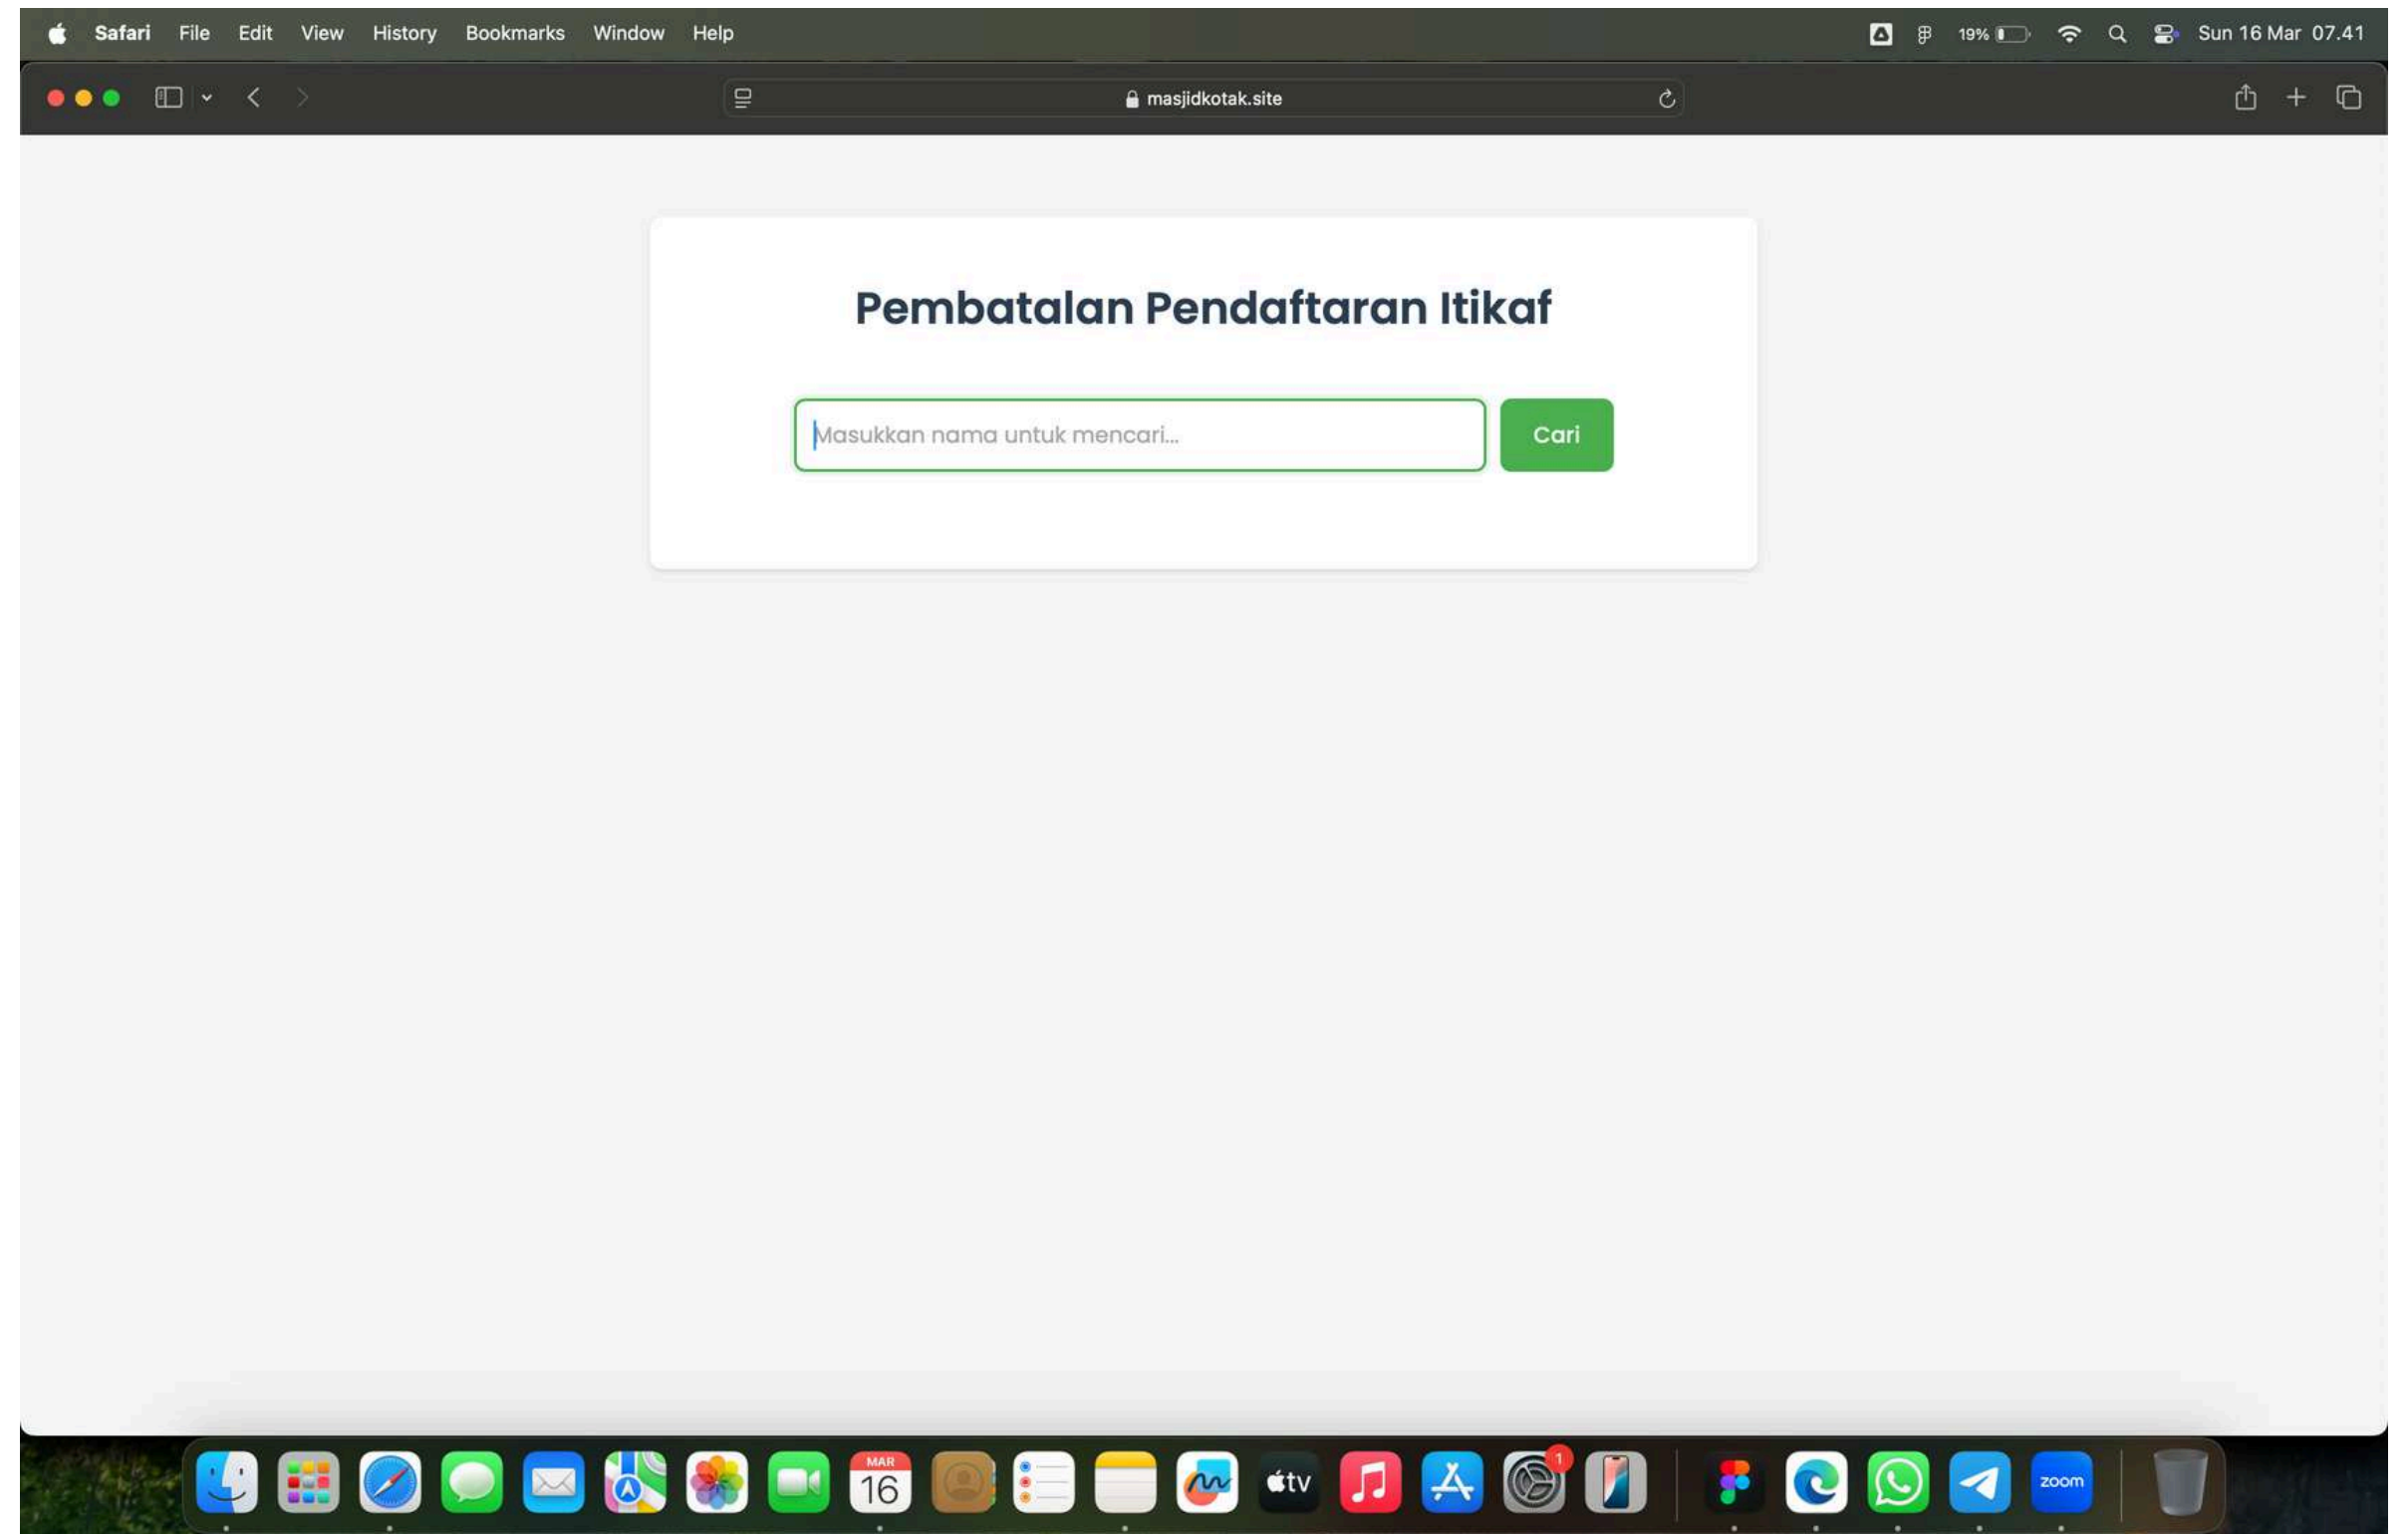 Safari File Edit View History Bookmarks Window Help 19% Sun 16 Mar 07.41
masjidkotak.site
Pembatalan Pendaftaran Itikaf
Masukkan nama untuk mencari... Cari
MAR
16
tv
1
zoom